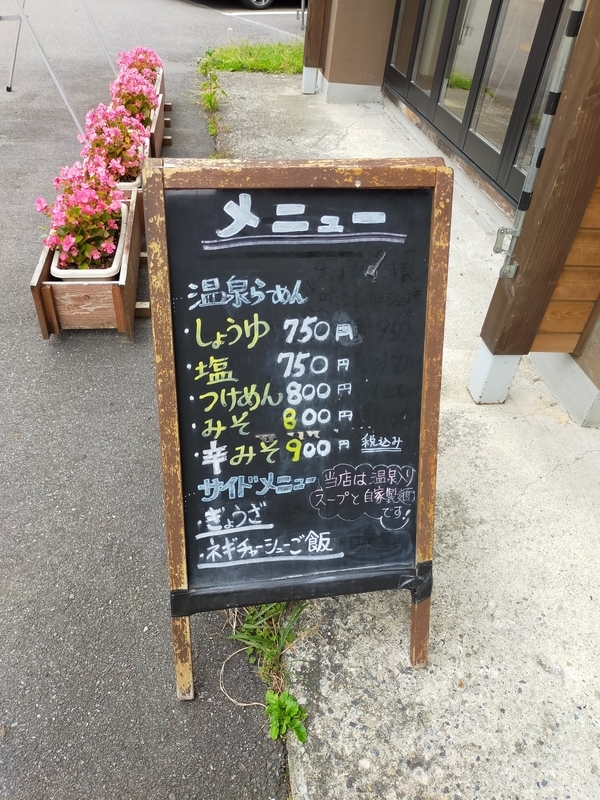 メニュー
温泉らーめん
・しょうゆ 750円
・塩 750円
・つけめん 800円
・みそ 800円
・辛みそ 900円 税込み
サイドメニュー
・ぎょうざ
・ネギチャーシューご飯
当店は温泉入り
スープと自家製麺
です!